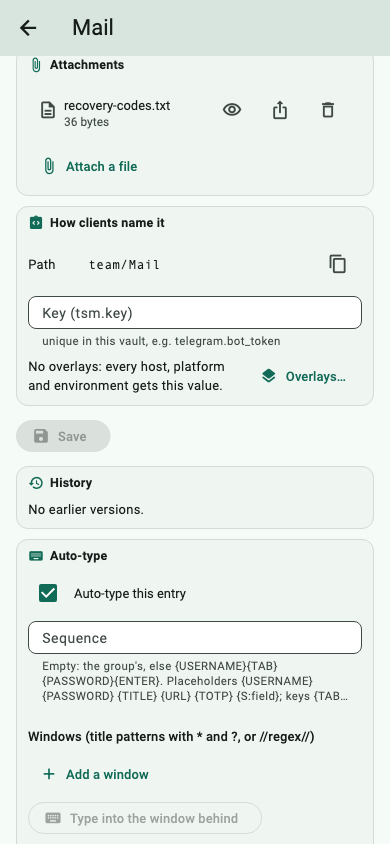 Mail
Attachments
recovery-codes.txt
36 bytes
Attach a file
How clients name it
Path team/Mail
Key (tsm.key)
unique in this vault, e.g. telegram.bot_token
No overlays: every host, platform
and environment gets this value.
Overlays…
Save
History
No earlier versions.
Auto-type
Auto-type this entry
Sequence
Empty: the group's, else {USERNAME}{TAB}
{PASSWORD}{ENTER}. Placeholders {USERNAME}
{PASSWORD} {TITLE} {URL} {TOTP} {S:field}; keys {TAB…
Windows (title patterns with * and ?, or //regex//)
Add a window
Type into the window behind